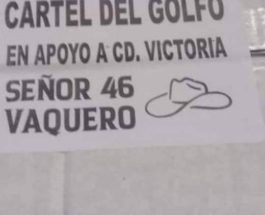 CARTEL DEL GOLFO
EN APOYO A CD. VICTORIA
SEÑOR 46
VAQUERO